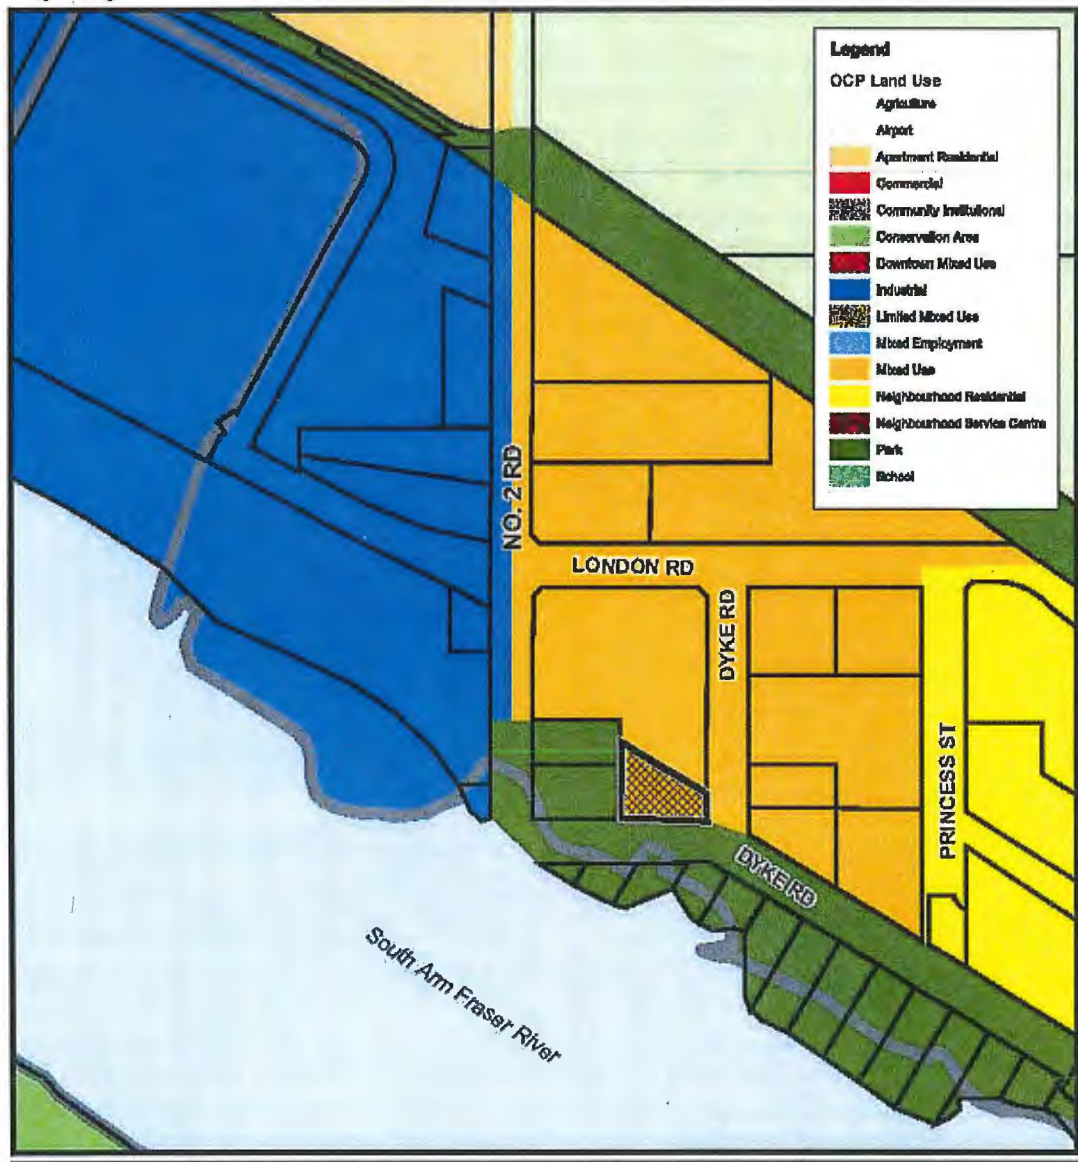 Legend
OCP Land Use
Agriculture
Airport
Apartment Residential
Commercial
Community Institutional
Conservation Area
Downtown Mixed Use
Industrial
Limited Mixed Use
Mixed Employment
Mixed Use
Neighbourhood Residential
Neighbourhood Service Centre
Park
School
NO. 2 RD
LONDON RD
DYKE RD
PRINCESS ST
DYKE RD
South Arm Fraser River